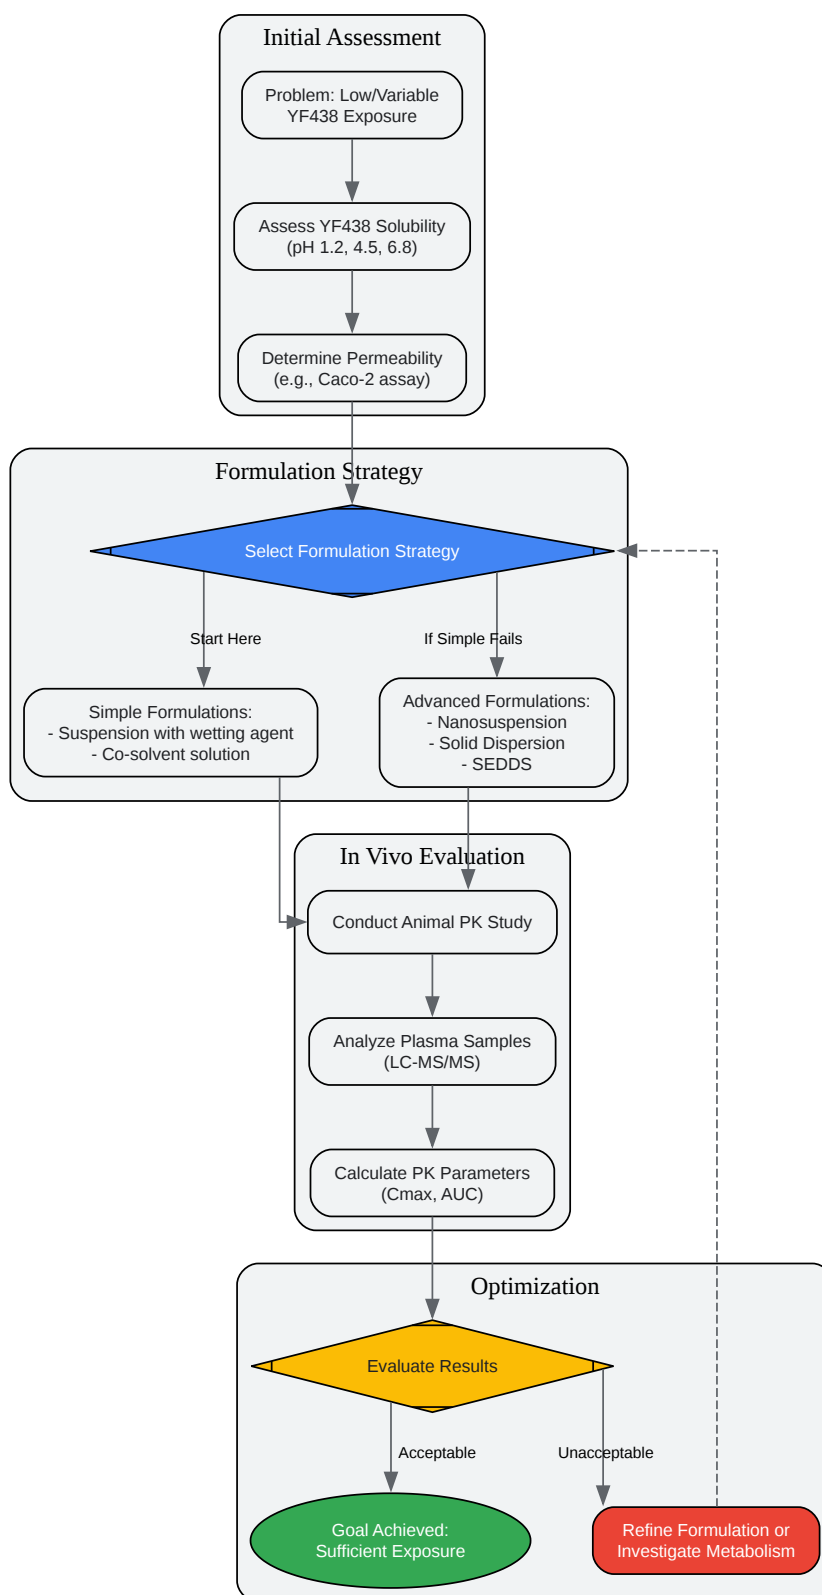 Initial Assessment
Problem: Low/Variable
YF438 Exposure
Assess YF438 Solubility
(pH 1.2, 4.5, 6.8)
Determine Permeability
(e.g., Caco-2 assay)
Formulation Strategy
Select Formulation Strategy
Start Here
If Simple Fails
Simple Formulations:
- Suspension with wetting agent
- Co-solvent solution
Advanced Formulations:
- Nanosuspension
- Solid Dispersion
- SEDDS
In Vivo Evaluation
Conduct Animal PK Study
Analyze Plasma Samples
(LC-MS/MS)
Calculate PK Parameters
(Cmax, AUC)
Optimization
Evaluate Results
Acceptable
Unacceptable
Goal Achieved:
Sufficient Exposure
Refine Formulation or
Investigate Metabolism